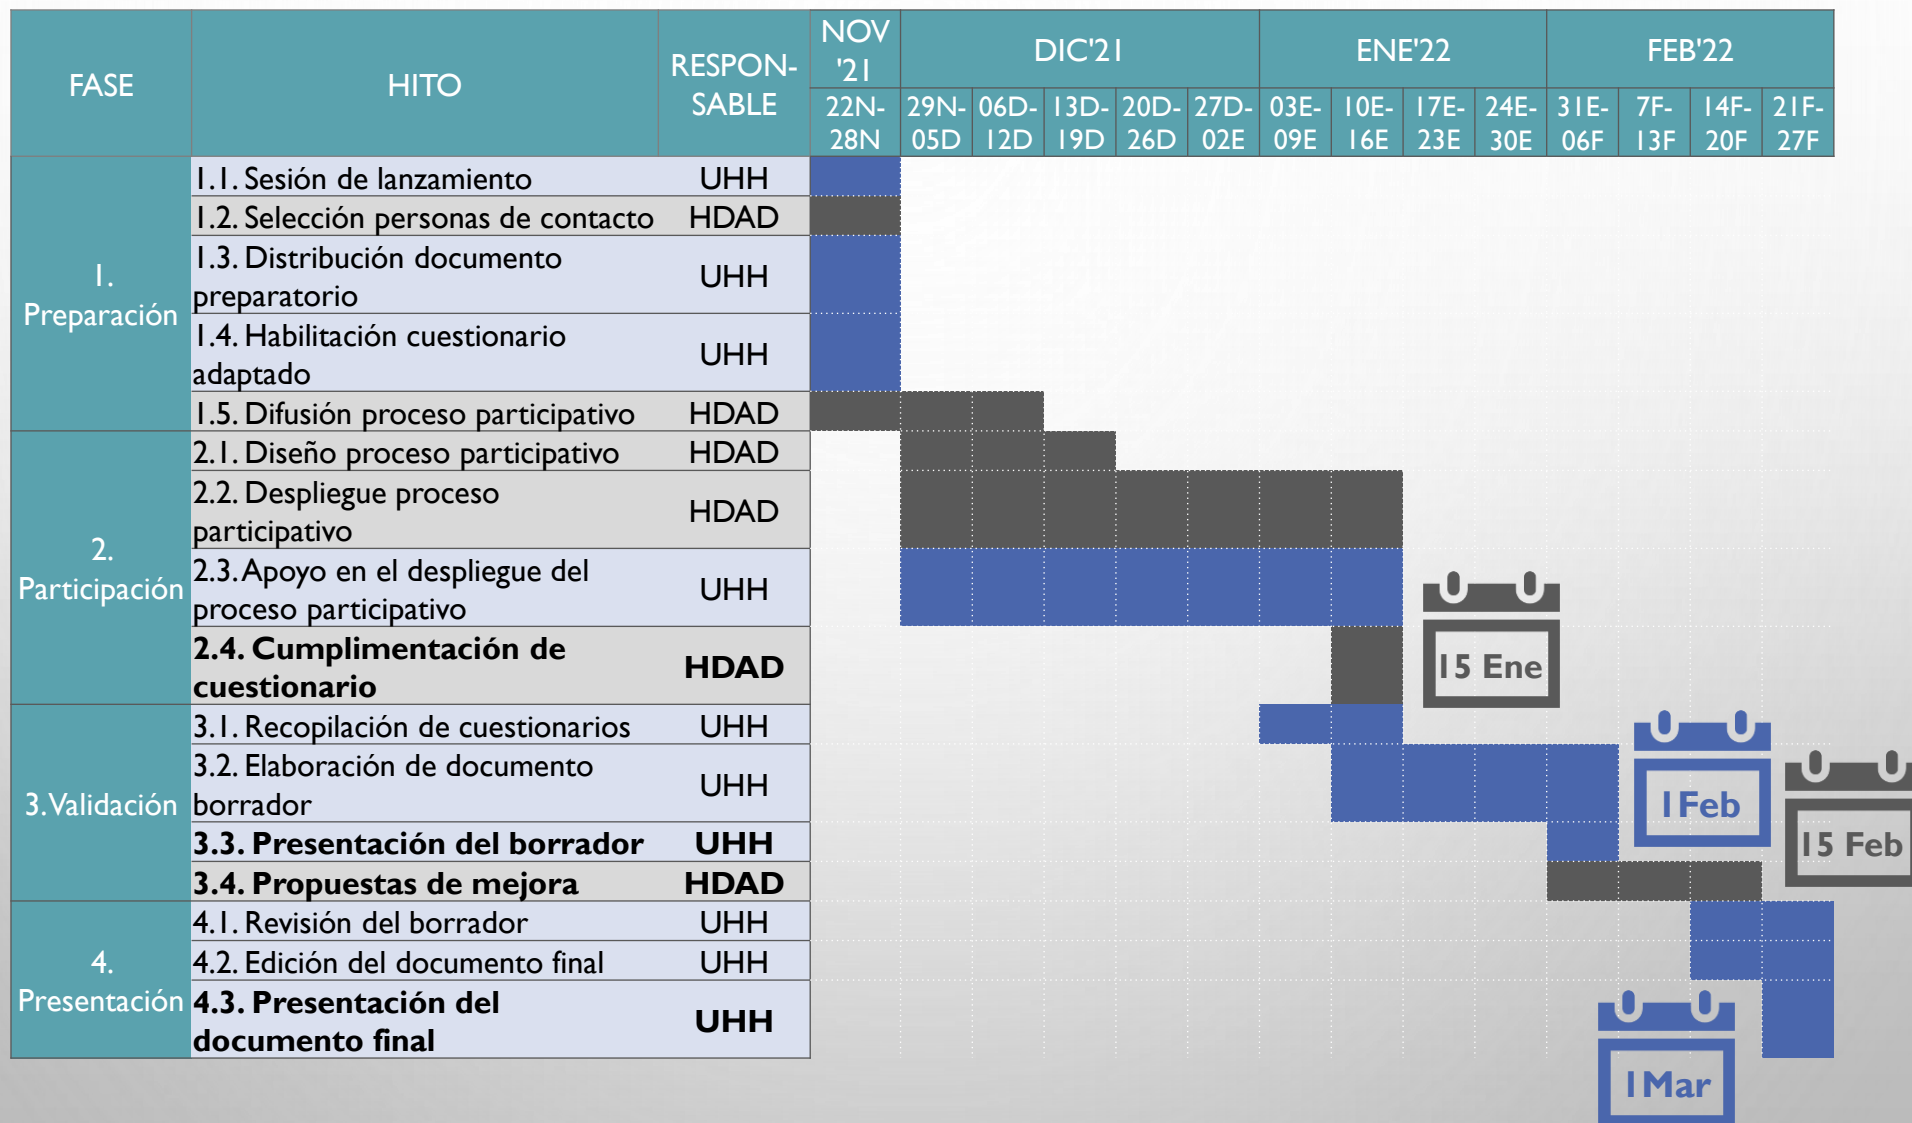 FASE
HITO
RESPON-
SABLE
NOV
'21
DIC'21
ENE'22
FEB'22
22N-
28N
29N-
05D
06D-
12D
13D-
19D
20D-
26D
27D-
02E
03E-
09E
10E-
16E
17E-
23E
24E-
30E
31E-
06F
7F-
13F
14F-
20F
21F-
27F
1.
Preparación
1.1. Sesión de lanzamiento
UHH
1.2. Selección personas de contacto
HDAD
1.3. Distribución documento
preparatorio
UHH
1.4. Habilitación cuestionario
adaptado
UHH
1.5. Difusión proceso participativo
HDAD
2.
Participación
2.1. Diseño proceso participativo
HDAD
2.2. Despliegue proceso
participativo
HDAD
2.3. Apoyo en el despliegue del
proceso participativo
UHH
2.4. Cumplimentación de
cuestionario
HDAD
15 Ene
3. Validación
3.1. Recopilación de cuestionarios
UHH
3.2. Elaboración de documento
borrador
UHH
1Feb
3.3. Presentación del borrador
UHH
15 Feb
3.4. Propuestas de mejora
HDAD
4.
Presentación
4.1. Revisión del borrador
UHH
4.2. Edición del documento final
UHH
4.3. Presentación del
documento final
UHH
1Mar